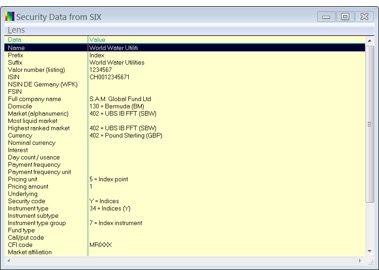 Security Data from SIX
Lens
Data Value
Name World Water Utiliti
Prefix Index
Suffix World Water Utilities
Valor number (listing) 1234567
ISIN CH0012345671
NSIN DE Germany (WPK)
FSIN
Full company name S.A.M. Global Fund Ltd
Domicile 130 = Bermuda (BM)
Market (alphanumeric) 402 = UBS IB FFT (SBW)
Most liquid market
Highest ranked market 402 = UBS IB FFT (SBW)
Currency 402 = Pound Sterling (GBP)
Nominal currency
Interest
Day count / usance
Payment frequency
Payment frequency unit
Pricing unit 5 = Index point
Pricing amount 1
Underlying
Security code Y = Indices
Instrument type 34 = Indices (Y)
Instrument subtype
Instrument type group 7 = Index instrument
Fund type
Call/put code
CFI code MRIXXX
Market affiliation